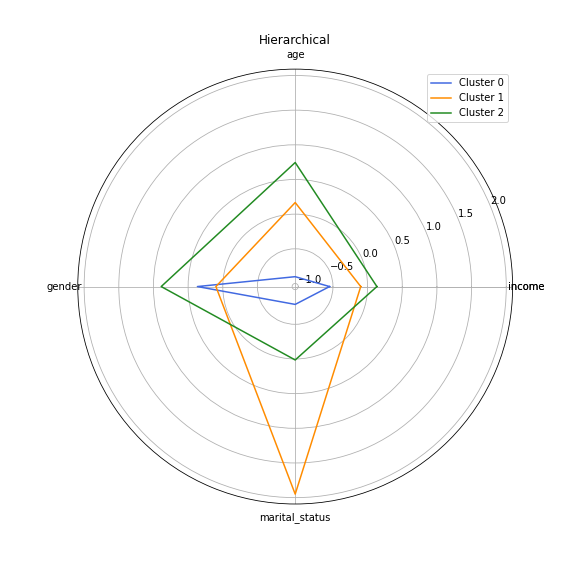 Hierarchical
age
Cluster 0
Cluster 1
Cluster 2
2.0
1.5
1.0
0.5
0.0
−0.5
−1.0
gender
income
marital_status